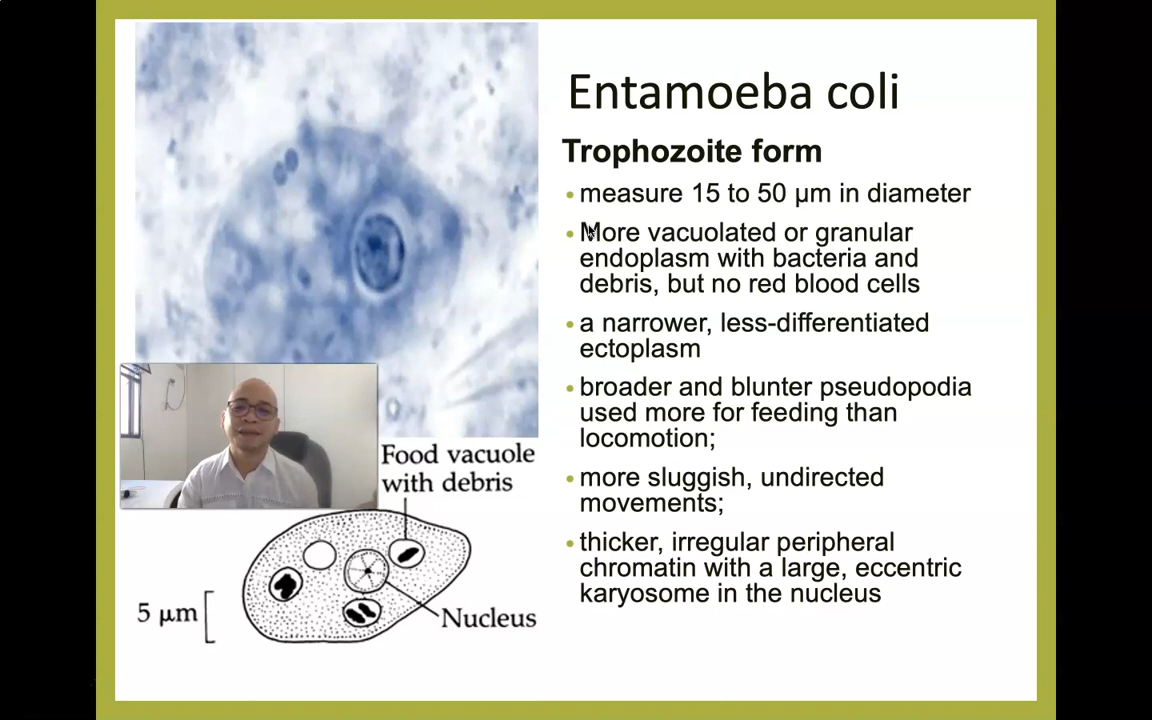 Entamoeba coli
Trophozoite form
• measure 15 to 50 µm in diameter
• More vacuolated or granular
endoplasm with bacteria and
debris, but no red blood cells
• a narrower, less-differentiated
ectoplasm
• broader and blunter pseudopodia
used more for feeding than
locomotion;
• more sluggish, undirected
movements;
• thicker, irregular peripheral
chromatin with a large, eccentric
karyosome in the nucleus
Food vacuole
with debris
5 µm
Nucleus